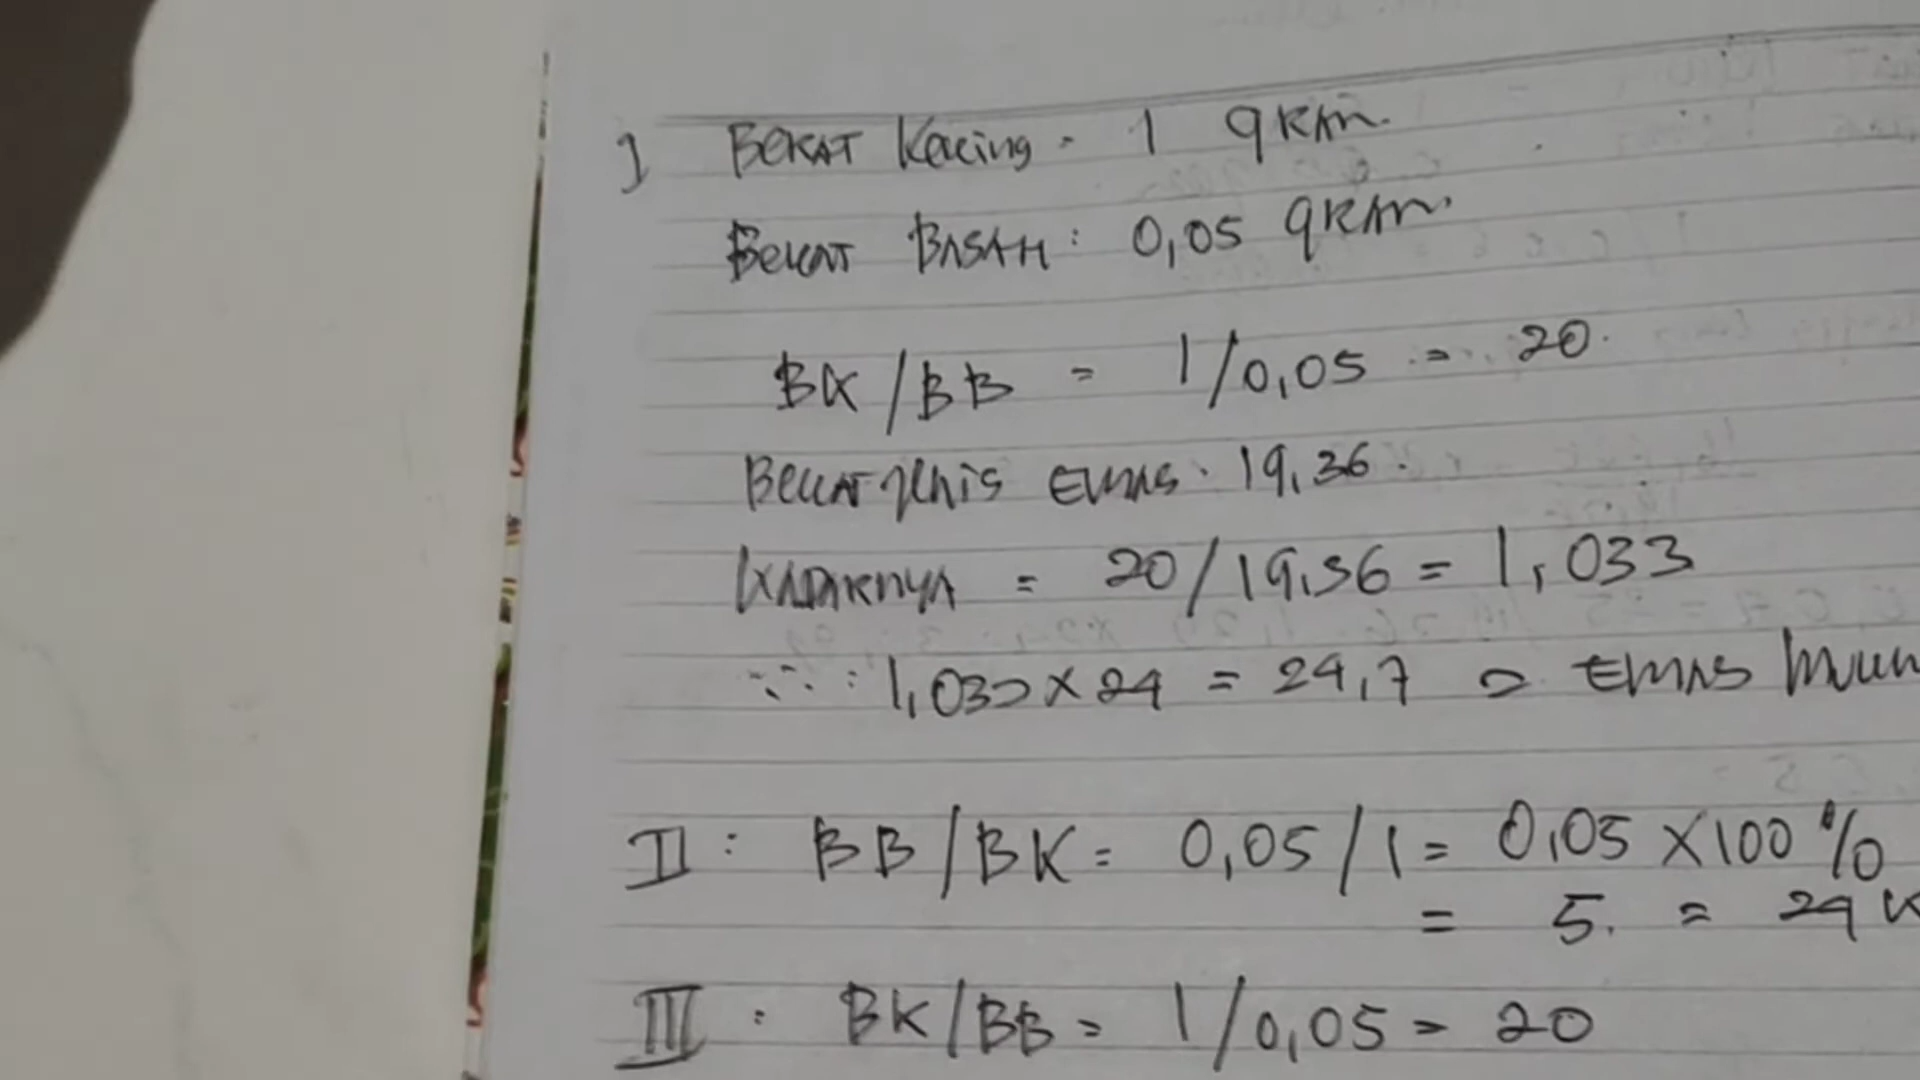 I BERAT Kering = 1 GRAM.
BERAT BASAH : 0,05 GRAM.
BK / BB = 1/0,05 = 20.
BERAT JENIS EMAS . 19,36 .
KADARNYA = 20/19,36 = 1,033
∴ : 1,033 x 24 = 24,7 = EMAS
II : BB/BK = 0,05/1 = 0,05 x 100%
= 5. = 24 K
III : BK/BB = 1/0,05 = 20